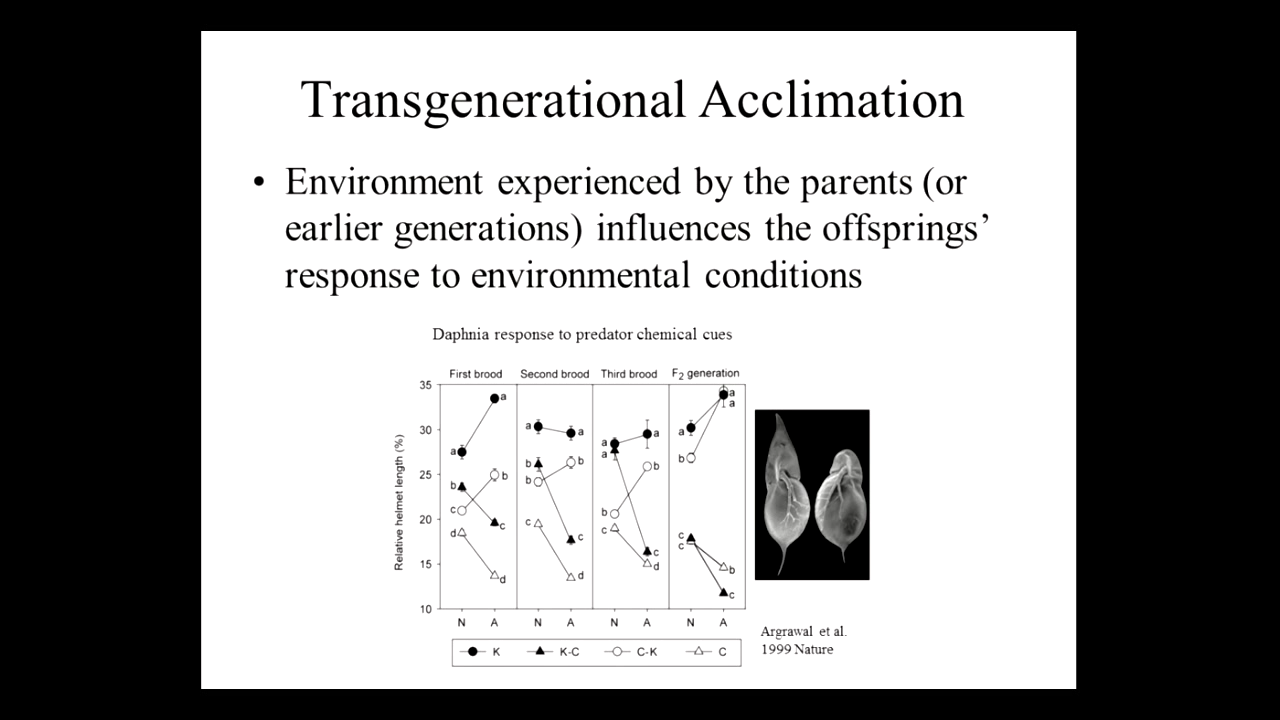 Transgenerational Acclimation
• Environment experienced by the parents (or
earlier generations) influences the offsprings’
response to environmental conditions
Daphnia response to predator chemical cues
First brood Second brood Third brood F2 generation
Relative helmet length (%)
35
30
25
20
15
10
a a b c b c d d
a a b b b c c d
a a a b b c c d
a a a b c c b c
N A N A N A N A
K K-C C-K C
Argrawal et al.
1999 Nature